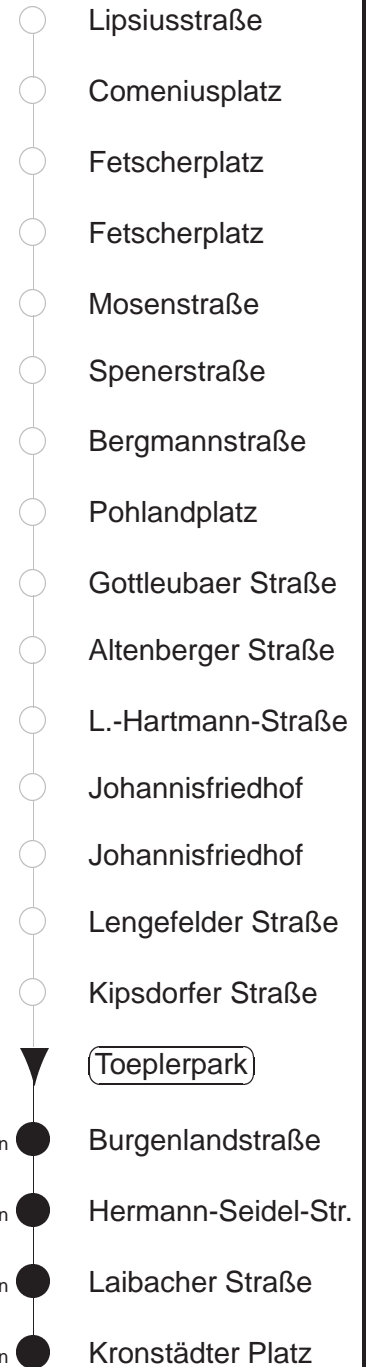 Lipsiusstraße
Comeniusplatz
Fetscherplatz
Fetscherplatz
Mosenstraße
Spenerstraße
Bergmannstraße
Pohlandplatz
Gottleubaer Straße
Altenberger Straße
L.-Hartmann-Straße
Johannisfriedhof
Johannisfriedhof
Lengefelder Straße
Kipsdorfer Straße
Toeplerpark
n Burgenlandstraße
n Hermann-Seidel-Str.
n Laibacher Straße
n Kronstädter Platz